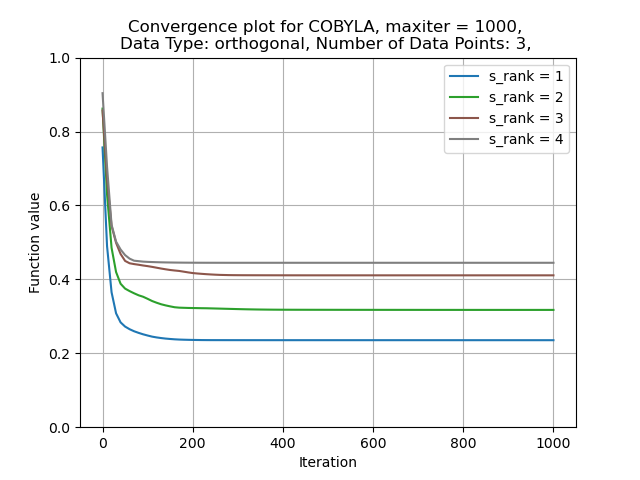 Convergence plot for COBYLA, maxiter = 1000,
Data Type: orthogonal, Number of Data Points: 3,
1.0
0.8
0.6
0.4
0.2
0.0
Function value
s_rank = 1
s_rank = 2
s_rank = 3
s_rank = 4
0 200 400 600 800 1000
Iteration